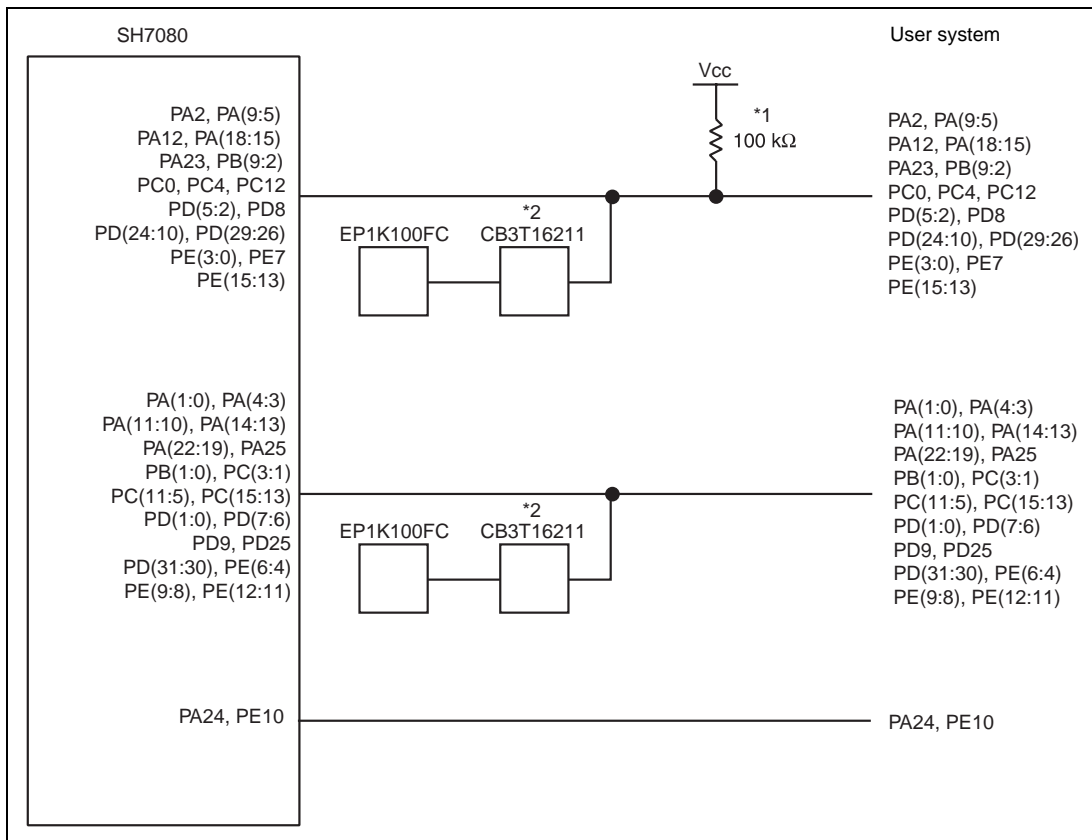 SH7080
User system
Vcc
*1
100 kΩ
PA2, PA(9:5)
PA12, PA(18:15)
PA23, PB(9:2)
PC0, PC4, PC12
PD(5:2), PD8
PD(24:10), PD(29:26)
PE(3:0), PE7
PE(15:13)
*2
EP1K100FC
CB3T16211
PA2, PA(9:5)
PA12, PA(18:15)
PA23, PB(9:2)
PC0, PC4, PC12
PD(5:2), PD8
PD(24:10), PD(29:26)
PE(3:0), PE7
PE(15:13)
PA(1:0), PA(4:3)
PA(11:10), PA(14:13)
PA(22:19), PA25
PB(1:0), PC(3:1)
PC(11:5), PC(15:13)
PD(1:0), PD(7:6)
PD9, PD25
PD(31:30), PE(6:4)
PE(9:8), PE(12:11)
*2
EP1K100FC
CB3T16211
PA(1:0), PA(4:3)
PA(11:10), PA(14:13)
PA(22:19), PA25
PB(1:0), PC(3:1)
PC(11:5), PC(15:13)
PD(1:0), PD(7:6)
PD9, PD25
PD(31:30), PE(6:4)
PE(9:8), PE(12:11)
PA24, PE10
PA24, PE10